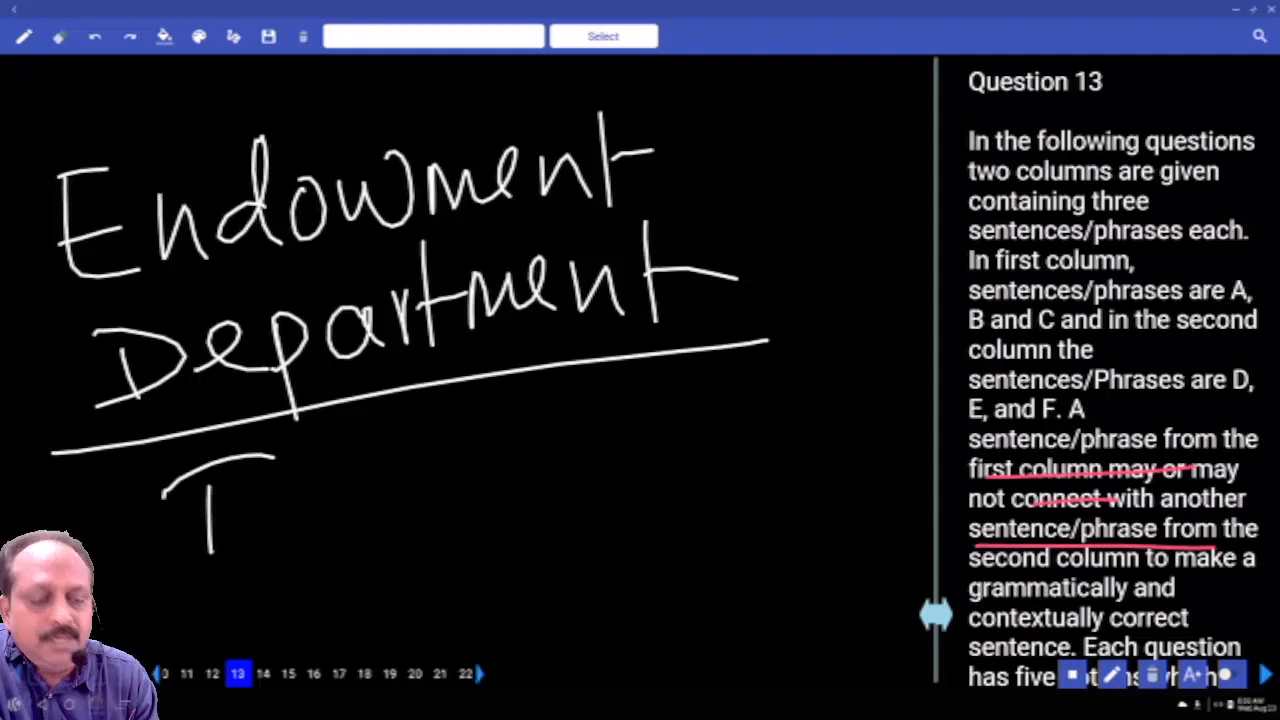 Select
Endowment
Department
T
Question 13
In the following questions
two columns are given
containing three
sentences/phrases each.
In first column,
sentences/phrases are A,
B and C and in the second
column the
sentences/Phrases are D,
E, and F. A
sentence/phrase from the
first column may or may
not connect with another
sentence/phrase from the
second column to make a
grammatically and
contextually correct
sentence. Each question
has five
11 12 13 14 15 16 17 18 19 20 21 22
A+